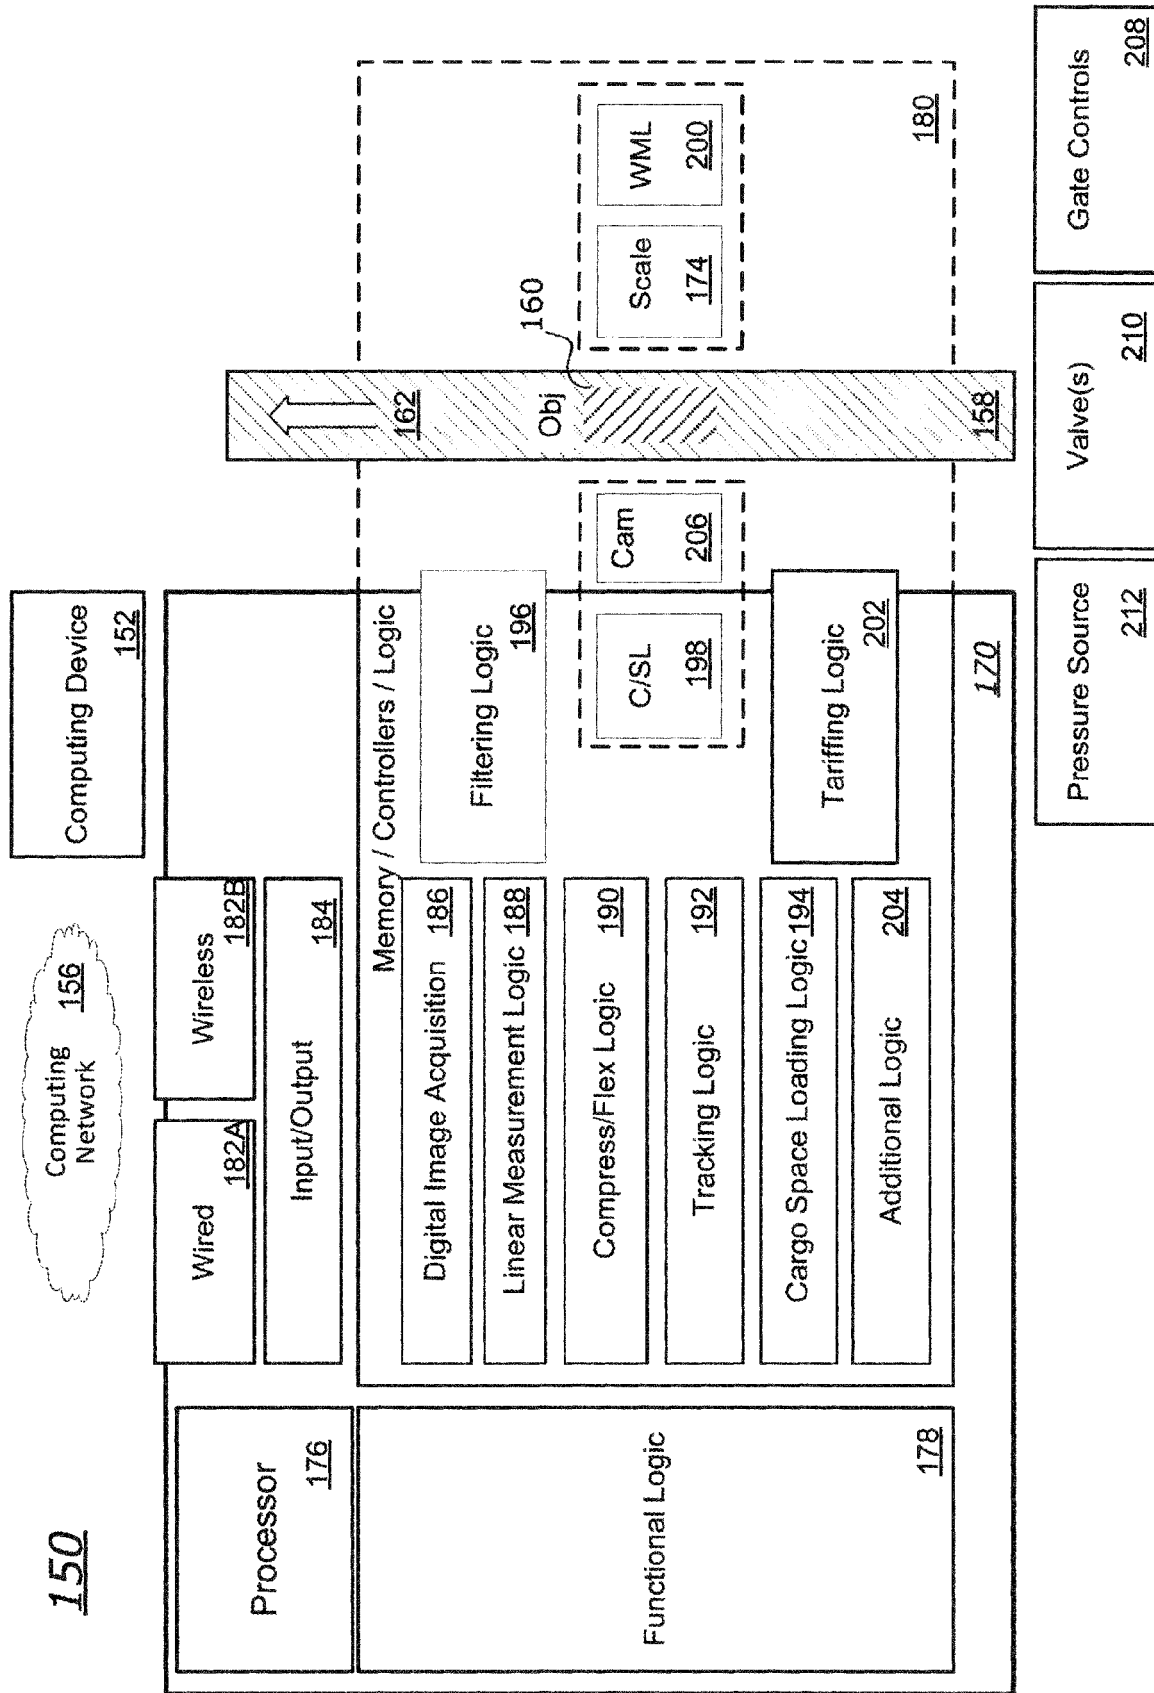 150
Computing
Network
156
Computing Device
152
Wired
182A
Wireless
182B
Processor
176
Input/Output
184
Memory / Controllers / Logic
Functional Logic
178
Digital Image Acquisition
186
Linear Measurement Logic
188
Compress/Flex Logic
190
Tracking Logic
192
Cargo Space Loading Logic
194
Additional Logic
204
Filtering Logic
196
C/SL
198
Cam
206
Tariffing Logic
202
170
162
Obj
160
158
Scale
174
WML
200
180
Pressure Source
212
Valve(s)
210
Gate Controls
208